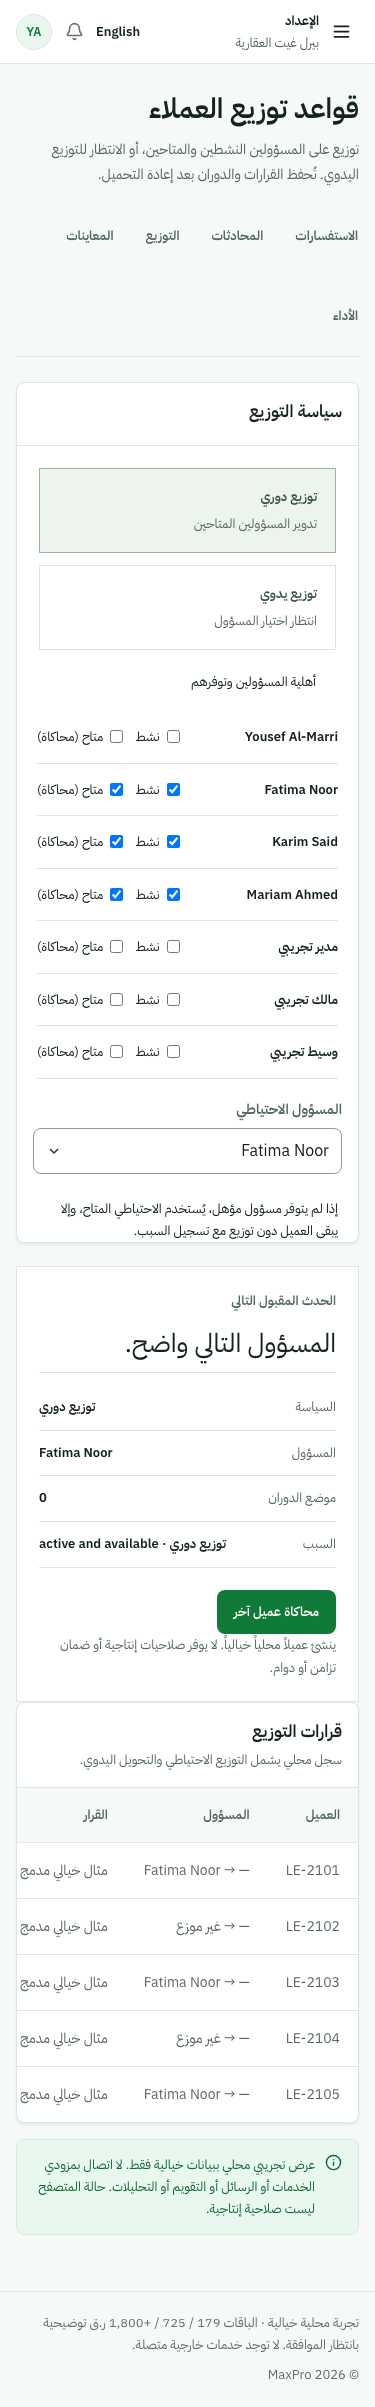 الإعداد
بيرل غيت العقارية
English
YA
قواعد توزيع العملاء
توزيع على المسؤولين النشطين والمتاحين، أو الانتظار للتوزيع
اليدوي. تُحفظ القرارات والدوران بعد إعادة التحميل.
الاستفسارات
المحادثات
التوزيع
المعاينات
الأداء
سياسة التوزيع
توزيع دوري
تدوير المسؤولين المتاحين
توزيع يدوي
انتظار اختيار المسؤول
أهلية المسؤولين وتوفرهم
Yousef Al-Marri نشط متاح (محاكاة)
Fatima Noor نشط متاح (محاكاة)
Karim Said نشط متاح (محاكاة)
Mariam Ahmed نشط متاح (محاكاة)
مدير تجريبي نشط متاح (محاكاة)
مالك تجريبي نشط متاح (محاكاة)
وسيط تجريبي نشط متاح (محاكاة)
المسؤول الاحتياطي
Fatima Noor
إذا لم يتوفر مسؤول مؤهل، يُستخدم الاحتياطي المتاح، وإلا
يبقى العميل دون توزيع مع تسجيل السبب.
الحدث المقبول التالي
المسؤول التالي واضح.
السياسة توزيع دوري
المسؤول Fatima Noor
موضع الدوران 0
السبب توزيع دوري · active and available
محاكاة عميل آخر
ينشئ عميلاً محلياً خيالياً. لا يوفر صلاحيات إنتاجية أو ضمان
تزامن أو دوام.
قرارات التوزيع
سجل محلي يشمل التوزيع الاحتياطي والتحويل اليدوي.
العميل المسؤول القرار
LE-2101 — → Fatima Noor مثال خيالي مدمج
LE-2102 — → غير موزع مثال خيالي مدمج
LE-2103 — → Fatima Noor مثال خيالي مدمج
LE-2104 — → غير موزع مثال خيالي مدمج
LE-2105 — → Fatima Noor مثال خيالي مدمج
عرض تجريبي محلي ببيانات خيالية فقط. لا اتصال بمزودي
الخدمات أو الرسائل أو التقويم أو التحليلات. حالة المتصفح
ليست صلاحية إنتاجية.
تجربة محلية خيالية · الباقات 179 / 725 / +1,800 ر.ق توضيحية
بانتظار الموافقة. لا توجد خدمات خارجية متصلة.
© 2026 MaxPro